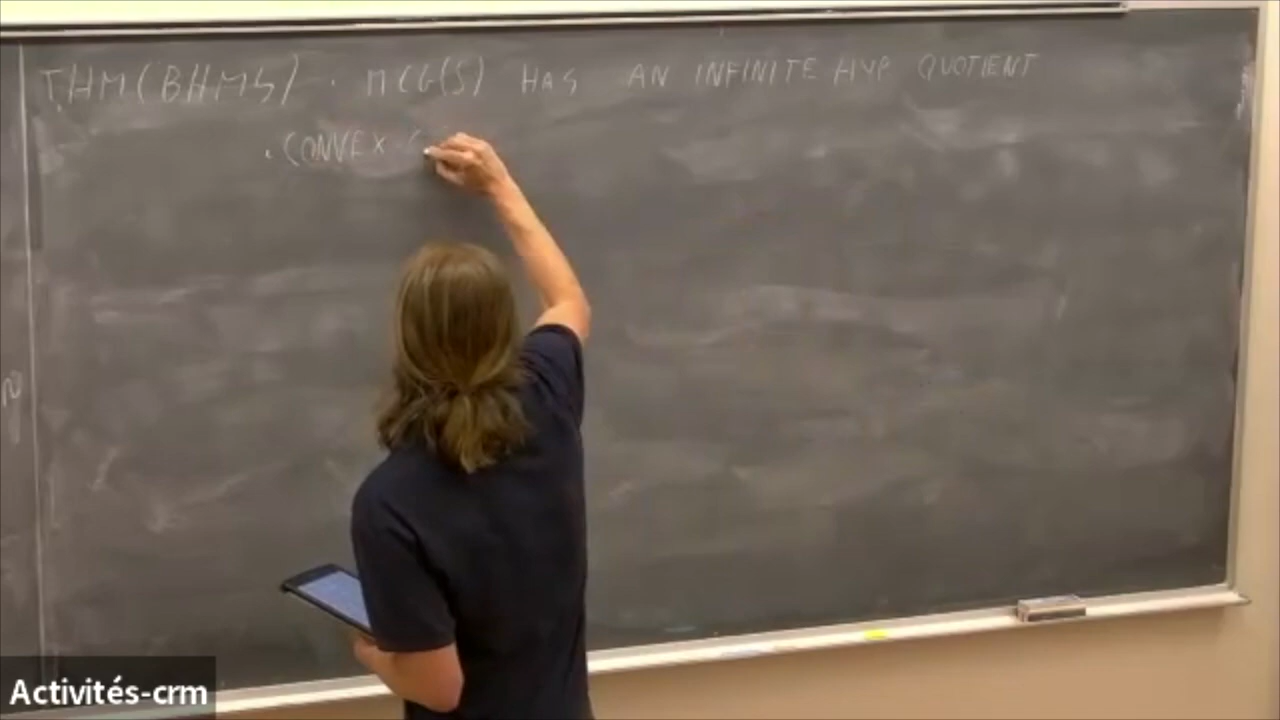 THM (BHMS) · MCG(S) HAS AN INFINITE HYP QUOTIENT
· CONVEX
Activités-crm